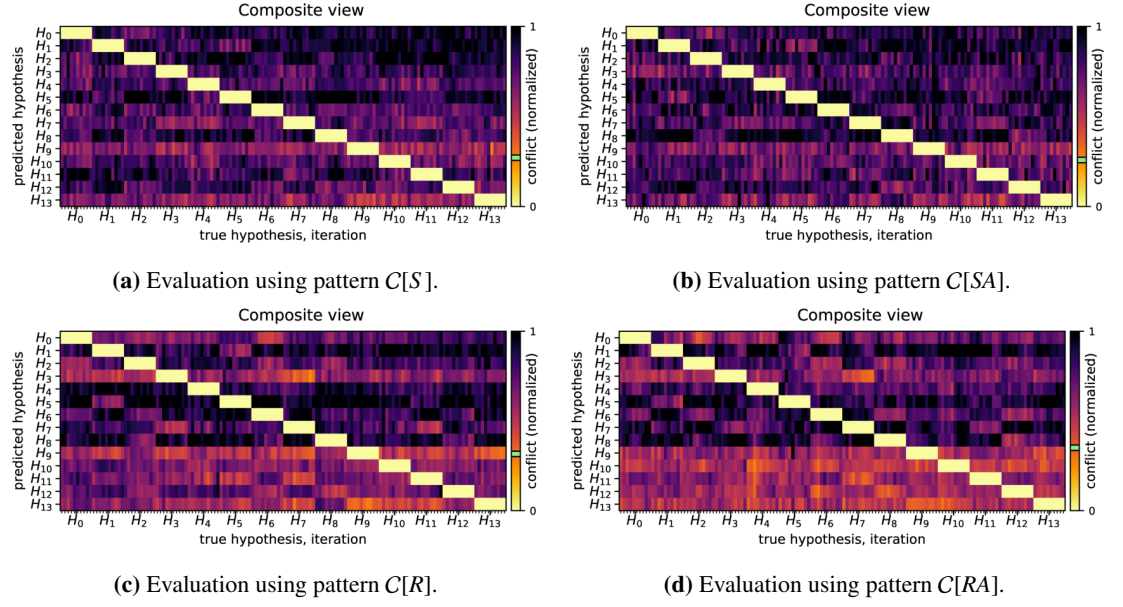 Composite view
predicted hypothesis
H0
H1
H2
H3
H4
H5
H6
H7
H8
H9
H10
H11
H12
H13
H0 H1 H2 H3 H4 H5 H6 H7 H8 H9 H10 H11 H12 H13
true hypothesis, iteration
1
0
conflict (normalized)
(a) Evaluation using pattern C[S].
Composite view
predicted hypothesis
H0
H1
H2
H3
H4
H5
H6
H7
H8
H9
H10
H11
H12
H13
H0 H1 H2 H3 H4 H5 H6 H7 H8 H9 H10 H11 H12 H13
true hypothesis, iteration
1
0
conflict (normalized)
(b) Evaluation using pattern C[SA].
Composite view
predicted hypothesis
H0
H1
H2
H3
H4
H5
H6
H7
H8
H9
H10
H11
H12
H13
H0 H1 H2 H3 H4 H5 H6 H7 H8 H9 H10 H11 H12 H13
true hypothesis, iteration
1
0
conflict (normalized)
(c) Evaluation using pattern C[R].
Composite view
predicted hypothesis
H0
H1
H2
H3
H4
H5
H6
H7
H8
H9
H10
H11
H12
H13
H0 H1 H2 H3 H4 H5 H6 H7 H8 H9 H10 H11 H12 H13
true hypothesis, iteration
1
0
conflict (normalized)
(d) Evaluation using pattern C[RA].